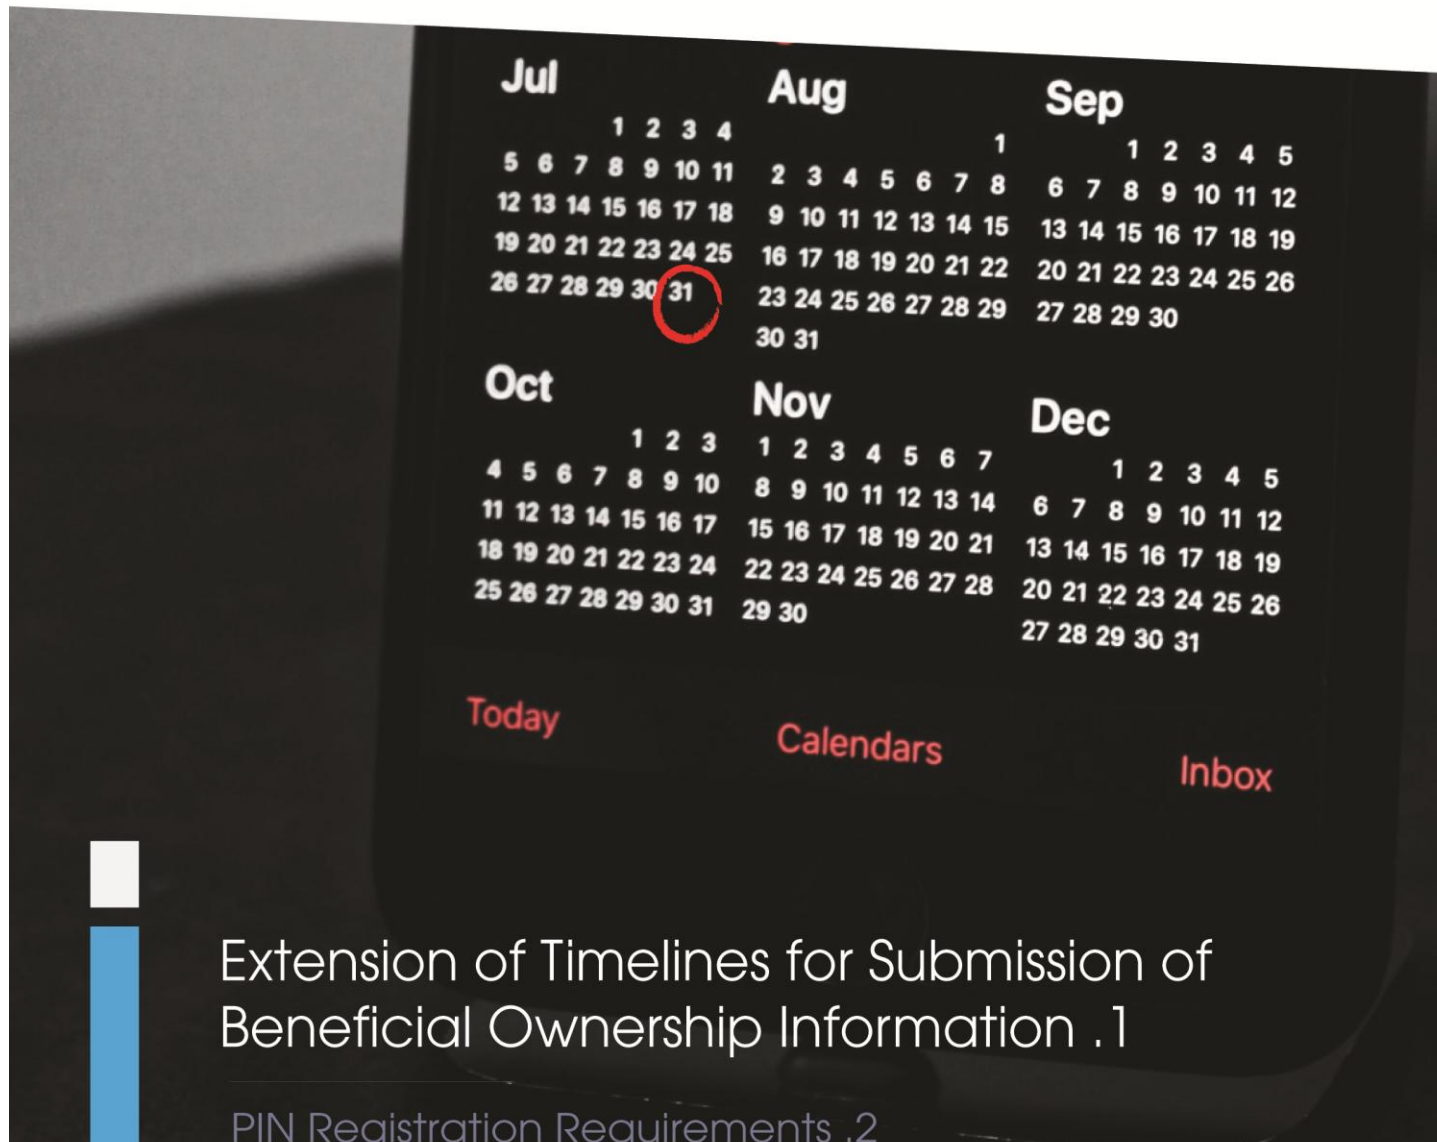 Jul Aug Sep
1 2 3 4
5 6 7 8 9 10 11
12 13 14 15 16 17 18
19 20 21 22 23 24 25
26 27 28 29 30 31
1
2 3 4 5 6 7 8
9 10 11 12 13 14 15
16 17 18 19 20 21 22
23 24 25 26 27 28 29
30 31
1 2 3 4 5
6 7 8 9 10 11 12
13 14 15 16 17 18 19
20 21 22 23 24 25 26
27 28 29 30
Oct Nov Dec
1 2 3
4 5 6 7 8 9 10
11 12 13 14 15 16 17
18 19 20 21 22 23 24
25 26 27 28 29 30 31
1 2 3 4 5 6 7
8 9 10 11 12 13 14
15 16 17 18 19 20 21
22 23 24 25 26 27 28
29 30
1 2 3 4 5
6 7 8 9 10 11 12
13 14 15 16 17 18 19
20 21 22 23 24 25 26
27 28 29 30 31
Today Calendars Inbox
Extension of Timelines for Submission of
Beneficial Ownership Information .1
PIN Registration Requirements .2